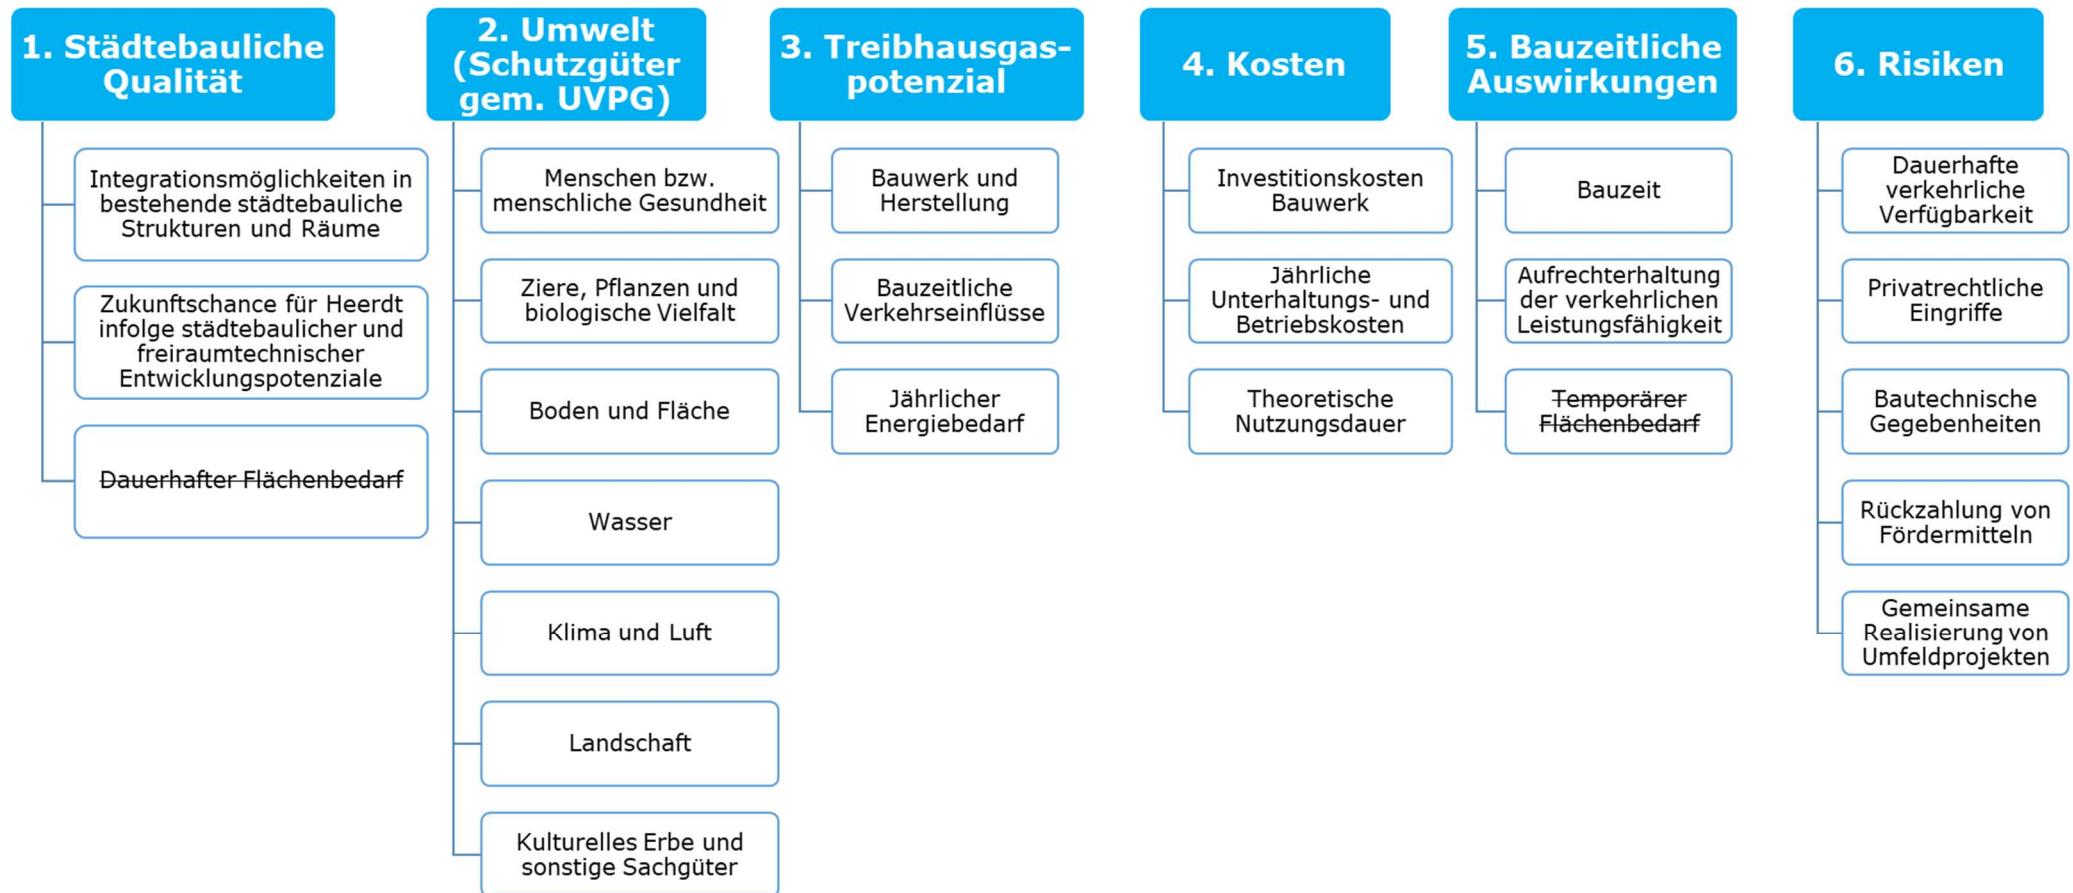 1. Städtebauliche
Qualität
Integrationsmöglichkeiten in
bestehende städtebauliche
Strukturen und Räume
Zukunftschance für Heerdt
infolge städtebaulicher und
freiraumtechnischer
Entwicklungspotenziale
Dauerhafter Flächenbedarf
2. Umwelt
(Schutzgüter
gem. UVPG)
Menschen bzw.
menschliche Gesundheit
Ziere, Pflanzen und
biologische Vielfalt
Boden und Fläche
Wasser
Klima und Luft
Landschaft
Kulturelles Erbe und
sonstige Sachgüter
3. Treibhausgas-
potenzial
Bauwerk und
Herstellung
Bauzeitliche
Verkehrseinflüsse
Jährlicher
Energiebedarf
4. Kosten
Investitionskosten
Bauwerk
Jährliche
Unterhaltungs- und
Betriebskosten
Theoretische
Nutzungsdauer
5. Bauzeitliche
Auswirkungen
Bauzeit
Aufrechterhaltung
der verkehrlichen
Leistungsfähigkeit
Temporärer
Flächenbedarf
6. Risiken
Dauerhafte
verkehrliche
Verfügbarkeit
Privatrechtliche
Eingriffe
Bautechnische
Gegebenheiten
Rückzahlung von
Fördermitteln
Gemeinsame
Realisierung von
Umfeldprojekten